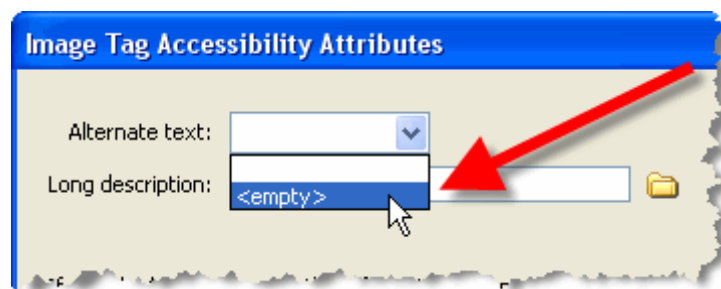 Image Tag Accessibility Attributes
Alternate text:
Long description:
<empty>